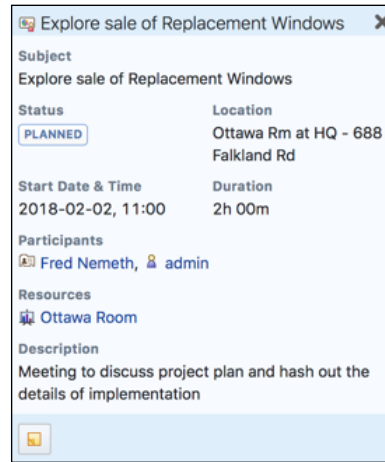 Explore sale of Replacement Windows
Subject
Explore sale of Replacement Windows
Status
Location
PLANNED
Ottawa Rm at HQ - 688
Falkland Rd
Start Date & Time
Duration
2018-02-02, 11:00
2h 00m
Participants
Fred Nemeth, admin
Resources
Ottawa Room
Description
Meeting to discuss project plan and hash out the
details of implementation